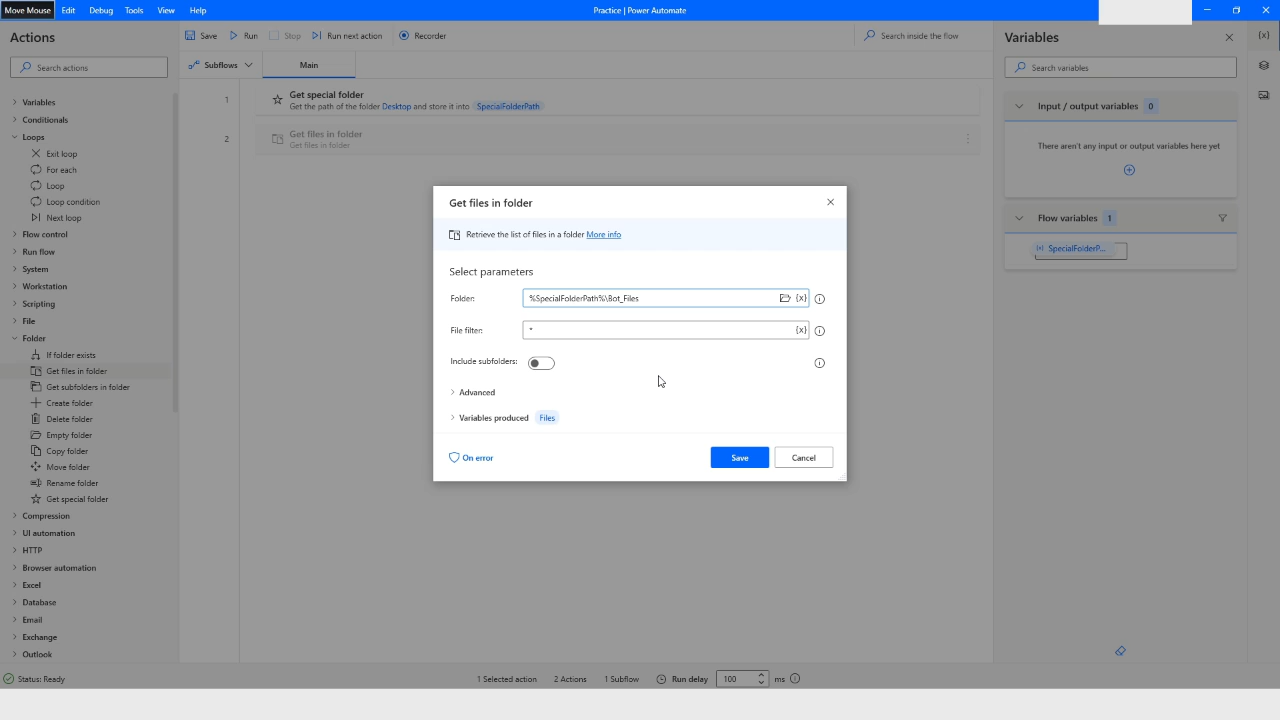 Move Mouse Edit Debug Tools View Help Practice | Power Automate
Actions
Search actions
Variables
Conditionals
Loops
Exit loop
For each
Loop
Loop condition
Next loop
Flow control
Run flow
System
Workstation
Scripting
File
Folder
If folder exists
Get files in folder
Get subfolders in folder
Create folder
Delete folder
Empty folder
Copy folder
Move folder
Rename folder
Get special folder
Compression
UI automation
HTTP
Browser automation
Excel
Database
Email
Exchange
Outlook
Save Run Stop Run next action Recorder Search inside the flow
Subflows Main
1 Get special folder
Get the path of the folder Desktop and store it into SpecialFolderPath
2 Get files in folder
Get files in folder
Get files in folder
Retrieve the list of files in a folder More info
Select parameters
Folder: %SpecialFolderPath%\Bot_Files {x}
File filter: * {x}
Include subfolders:
Advanced
Variables produced Files
On error Save Cancel
Variables {x}
Search variables
Input / output variables 0
There aren't any input or output variables here yet
Flow variables 1
(x) SpecialFolderP...
Status: Ready 1 Selected action 2 Actions 1 Subflow Run delay 100 ms